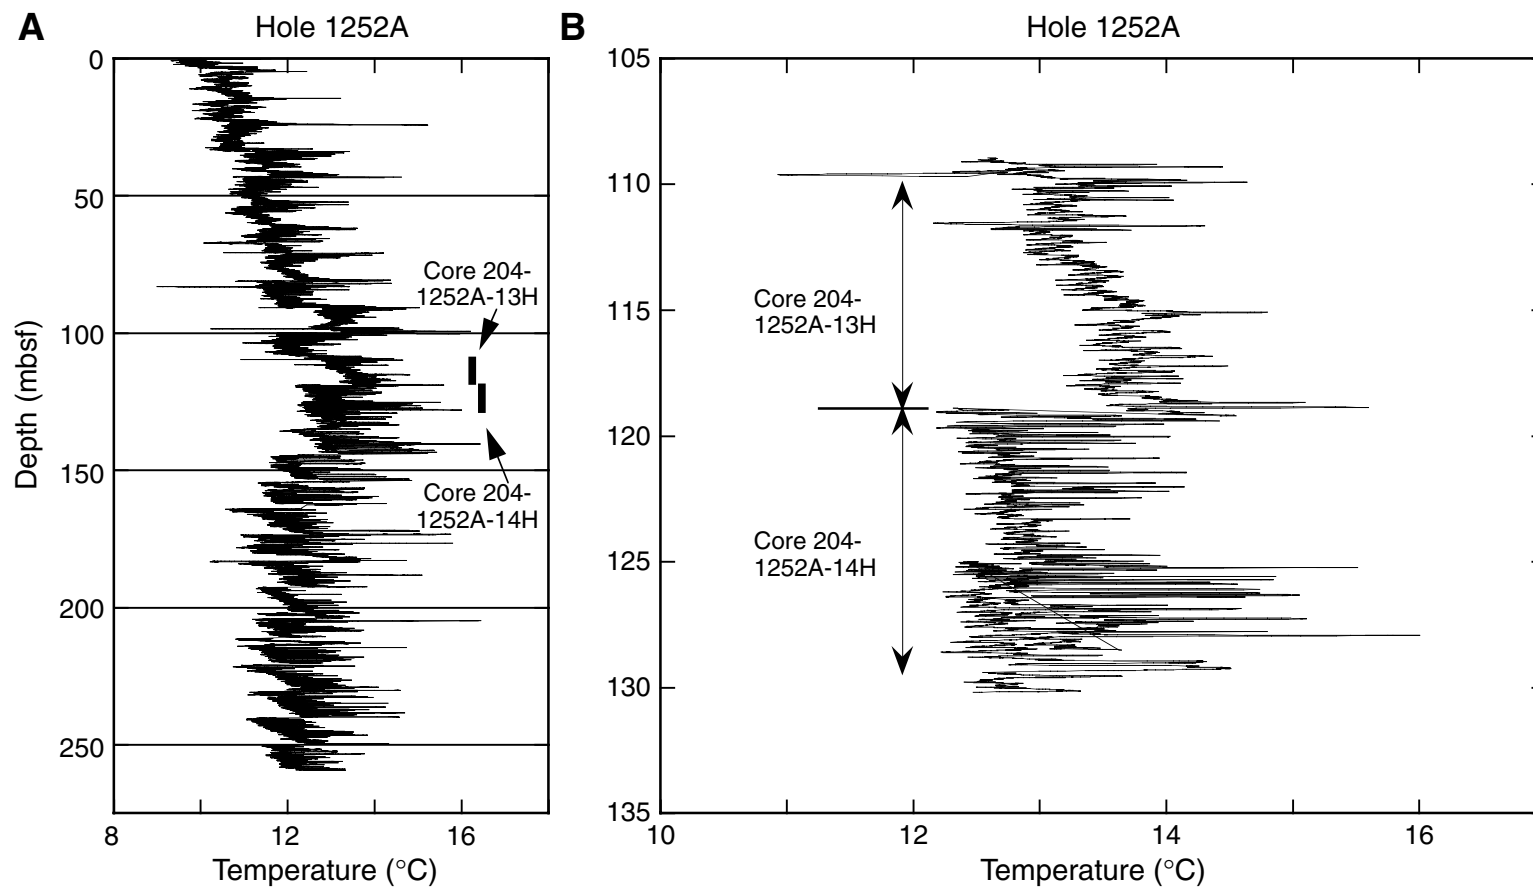 A
Hole 1252A
0
50
100
150
200
250
8
12
16
Depth (mbsf)
Temperature (°C)
Core 204-
1252A-13H
Core 204-
1252A-14H
B
Hole 1252A
105
110
115
120
125
130
135
10
12
14
16
Temperature (°C)
Core 204-
1252A-13H
Core 204-
1252A-14H